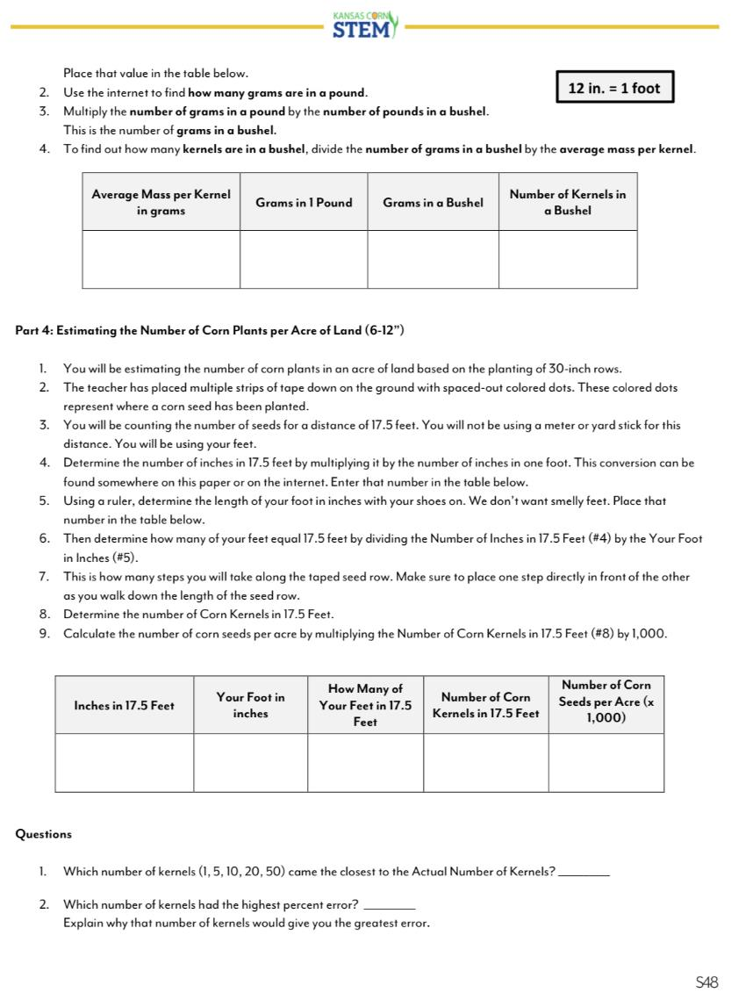 KANSAS CORN
STEM
Place that value in the table below.
12 in. = 1 foot
2. Use the internet to find how many grams are in a pound.
3. Multiply the number of grams in a pound by the number of pounds in a bushel.
This is the number of grams in a bushel.
4. To find out how many kernels are in a bushel, divide the number of grams in a bushel by the average mass per kernel.
Average Mass per Kernel
in grams
Grams in 1 Pound
Grams in a Bushel
Number of Kernels in
a Bushel
Part 4: Estimating the Number of Corn Plants per Acre of Land (6-12”)
1. You will be estimating the number of corn plants in an acre of land based on the planting of 30-inch rows.
2. The teacher has placed multiple strips of tape down on the ground with spaced-out colored dots. These colored dots
represent where a corn seed has been planted.
3. You will be counting the number of seeds for a distance of 17.5 feet. You will not be using a meter or yard stick for this
distance. You will be using your feet.
4. Determine the number of inches in 17.5 feet by multiplying it by the number of inches in one foot. This conversion can be
found somewhere on this paper or on the internet. Enter that number in the table below.
5. Using a ruler, determine the length of your foot in inches with your shoes on. We don’t want smelly feet. Place that
number in the table below.
6. Then determine how many of your feet equal 17.5 feet by dividing the Number of Inches in 17.5 Feet (#4) by the Your Foot
in Inches (#5).
7. This is how many steps you will take along the taped seed row. Make sure to place one step directly in front of the other
as you walk down the length of the seed row.
8. Determine the number of Corn Kernels in 17.5 Feet.
9. Calculate the number of corn seeds per acre by multiplying the Number of Corn Kernels in 17.5 Feet (#8) by 1,000.
Inches in 17.5 Feet
Your Foot in
inches
How Many of
Your Feet in 17.5
Feet
Number of Corn
Kernels in 17.5 Feet
Number of Corn
Seeds per Acre (x
1,000)
Questions
1. Which number of kernels (1, 5, 10, 20, 50) came the closest to the Actual Number of Kernels? ________
2. Which number of kernels had the highest percent error? ________
Explain why that number of kernels would give you the greatest error.
S48